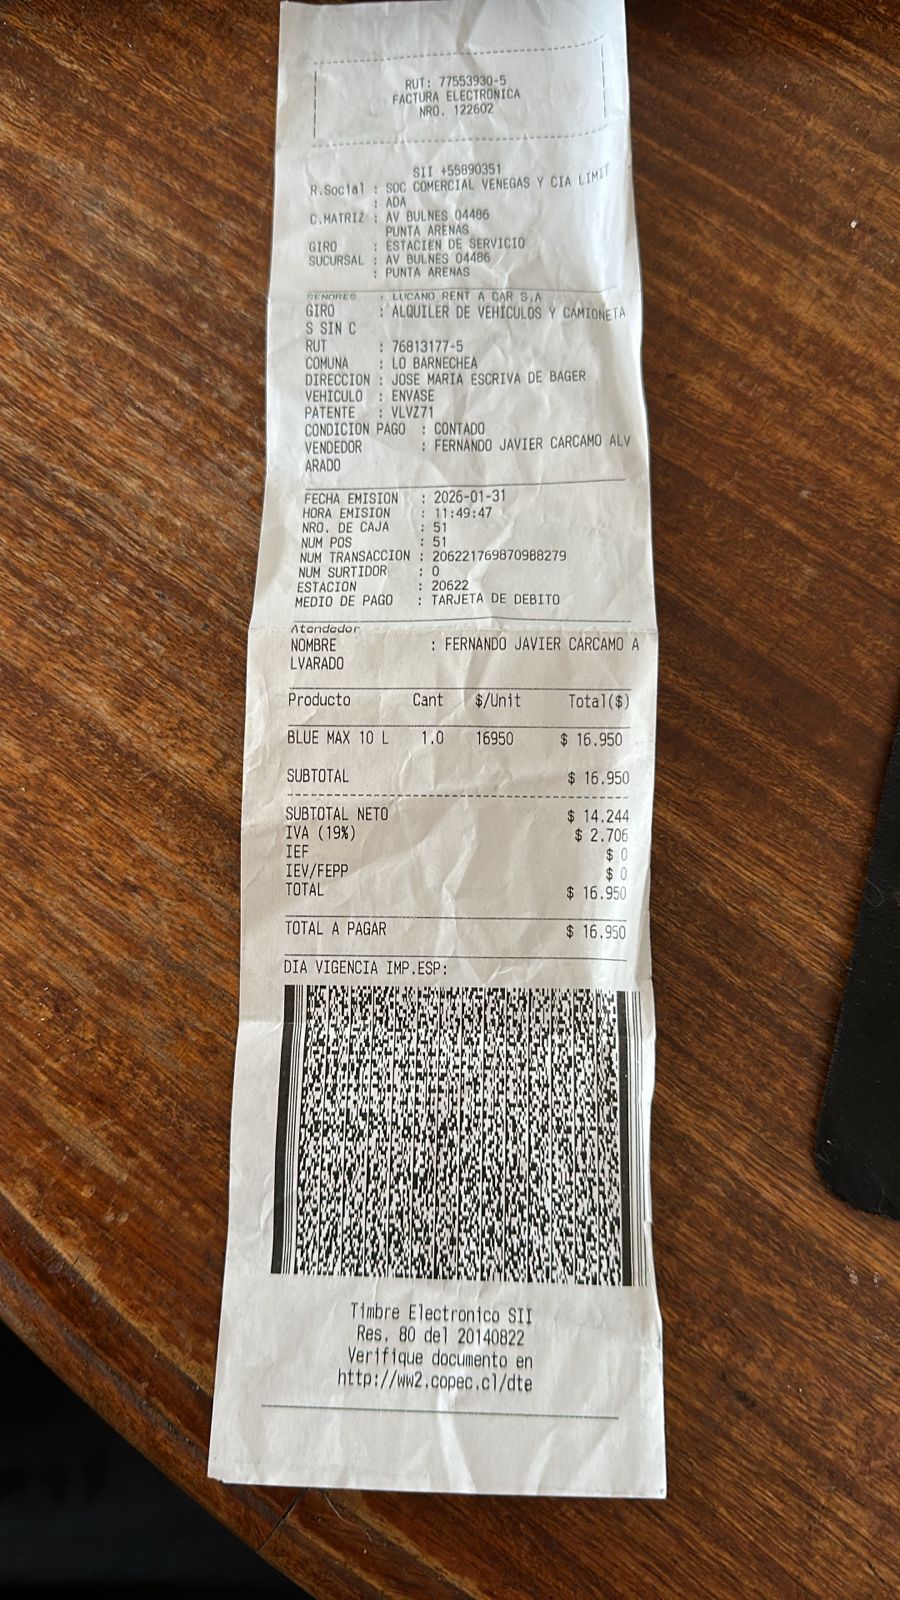 RUT: 77553930-5
FACTURA ELECTRONICA
NRO. 122602
SII +55890351
R.Social : SOC COMERCIAL VENEGAS Y CIA LIMIT
: ADA
C.MATRIZ : AV BULNES 04486
PUNTA ARENAS
GIRO : ESTACIEN DE SERVICIO
SUCURSAL : AV BULNES 04486
: PUNTA ARENAS
SENORES : LUCANO RENT A CAR S.A
GIRO : ALQUILER DE VEHICULOS Y CAMIONETA
S SIN C
RUT : 76813177-5
COMUNA : LO BARNECHEA
DIRECCION : JOSE MARIA ESCRIVA DE BAGER
VEHICULO : ENVASE
PATENTE : VLVZ71
CONDICION PAGO : CONTADO
VENDEDOR : FERNANDO JAVIER CARCAMO ALV
ARADO
FECHA EMISION : 2026-01-31
HORA EMISION : 11:49:47
NRO. DE CAJA : 51
NUM POS : 51
NUM TRANSACCION : 206221769870988279
NUM SURTIDOR : 0
ESTACION : 20622
MEDIO DE PAGO : TARJETA DE DEBITO
Atendedor
NOMBRE : FERNANDO JAVIER CARCAMO A
LVARADO
Producto Cant $/Unit Total($)
BLUE MAX 10 L 1.0 16950 $ 16.950
SUBTOTAL $ 16.950
SUBTOTAL NETO $ 14.244
IVA (19%) $ 2.706
IEF $ 0
IEV/FEPP $ 0
TOTAL $ 16.950
TOTAL A PAGAR $ 16.950
DIA VIGENCIA IMP.ESP:
Timbre Electronico SII
Res. 80 del 20140822
Verifique documento en
http://ww2.copec.cl/dte